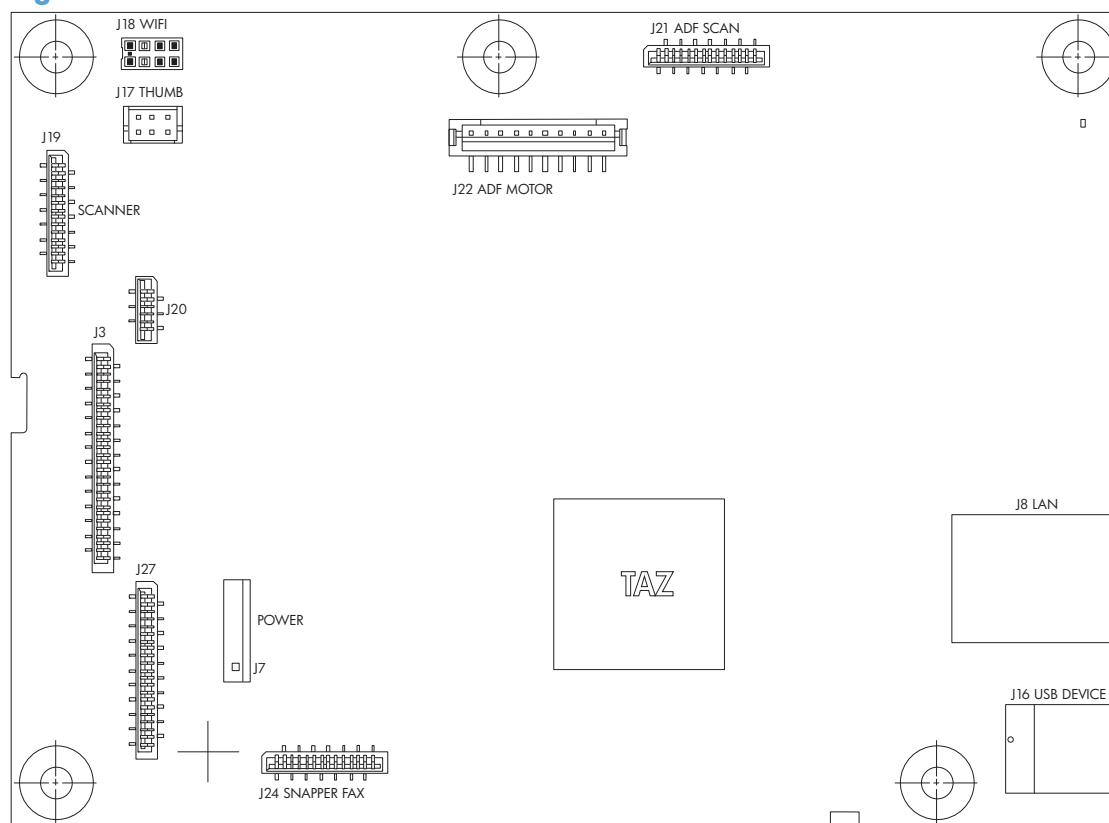 J18 WIFI
J21 ADF SCAN
J17 THUMB
J19
J22 ADF MOTOR
SCANNER
J20
J3
J8 LAN
J27
TAZ
POWER
J7
J16 USB DEVICE
J24 SNAPPER FAX